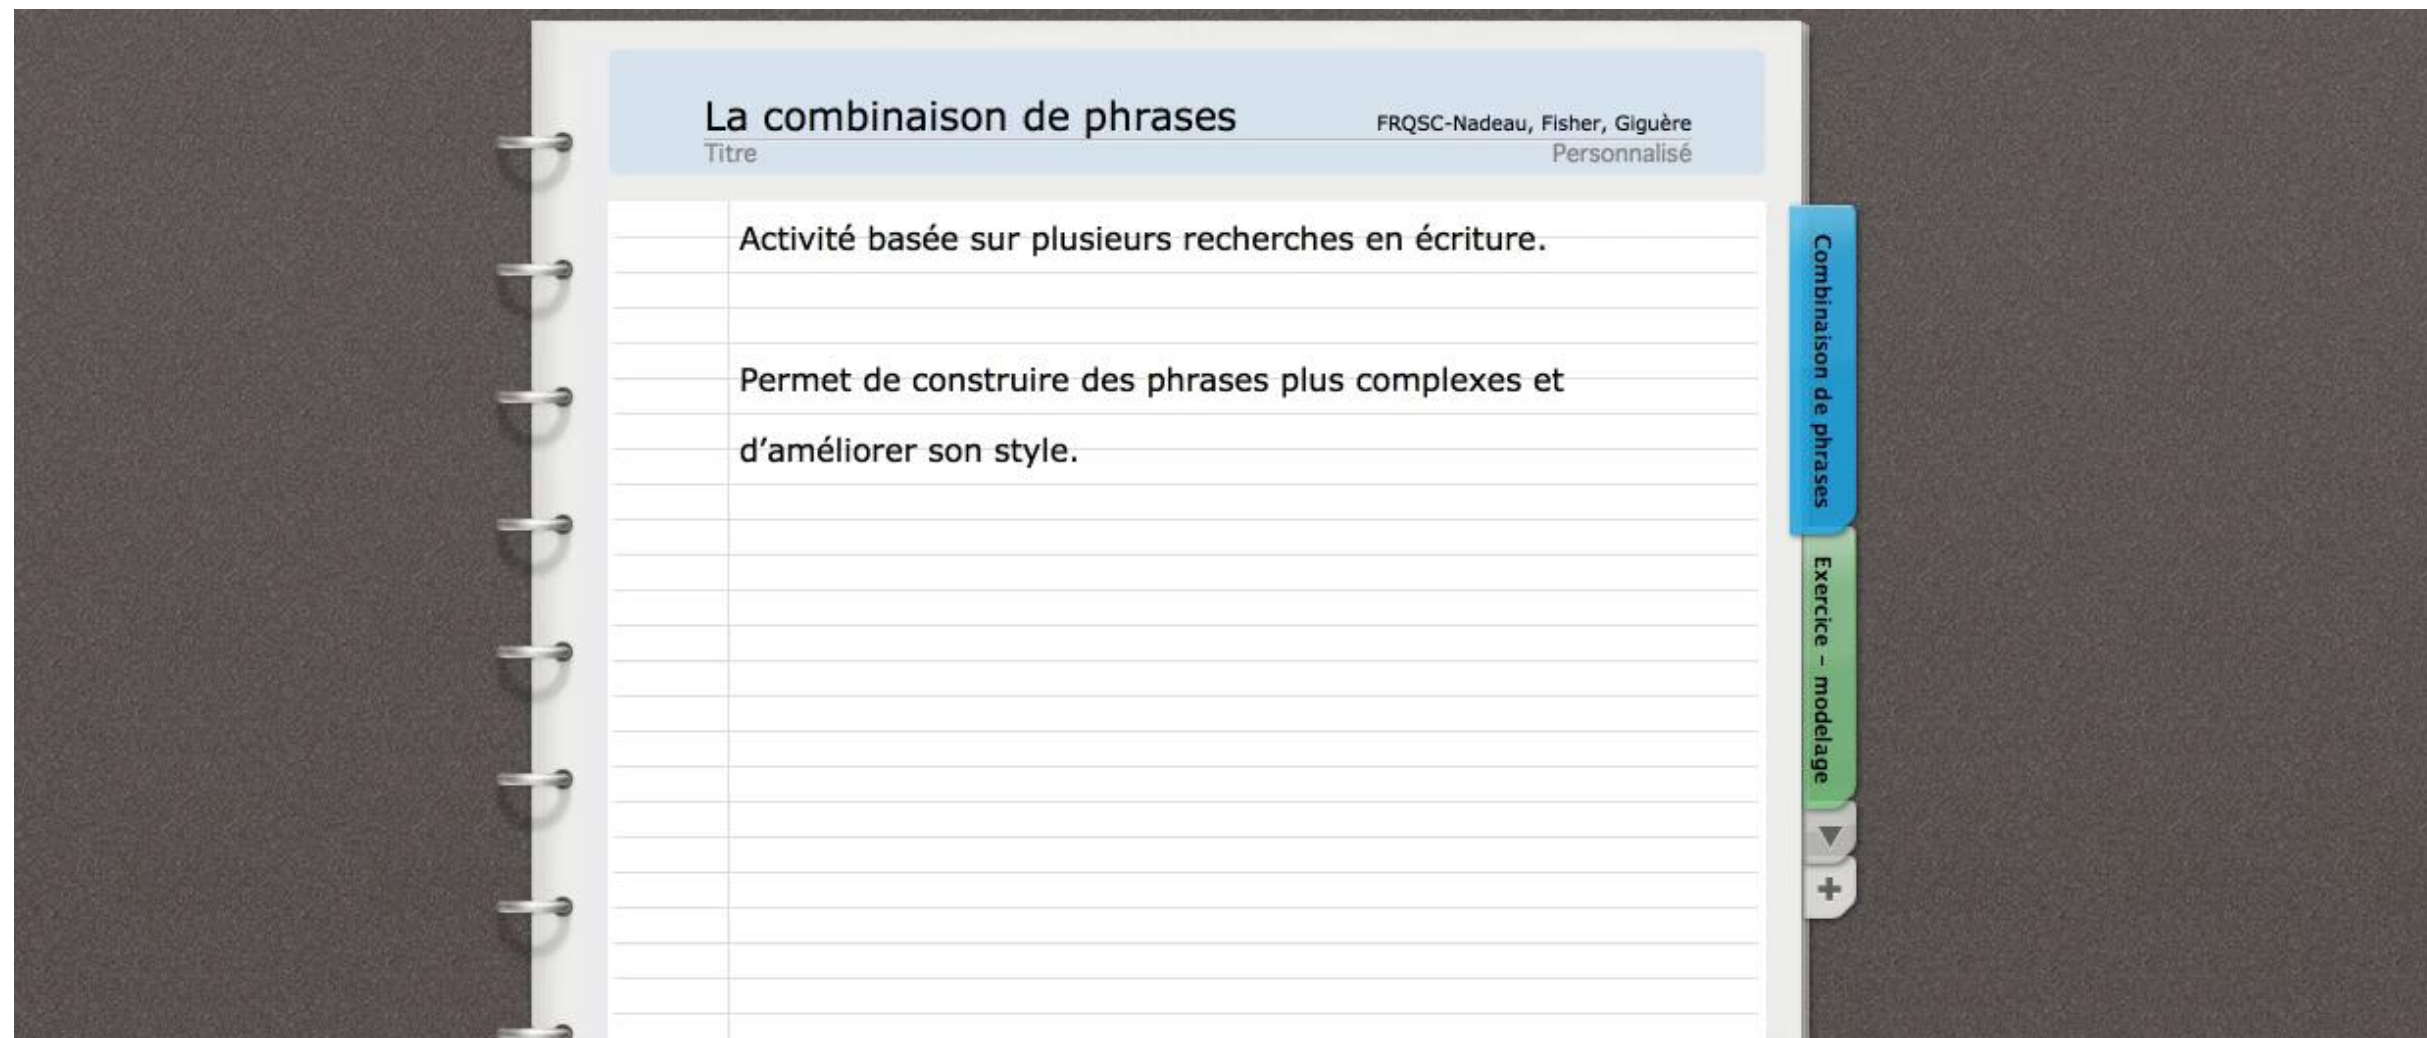 La combinaison de phrases
FRQSC-Nadeau, Fisher, Giguère
Titre
Personnalisé
Activité basée sur plusieurs recherches en écriture.
Permet de construire des phrases plus complexes et
d’améliorer son style.
Combinaison de phrases
Exercice – modelage